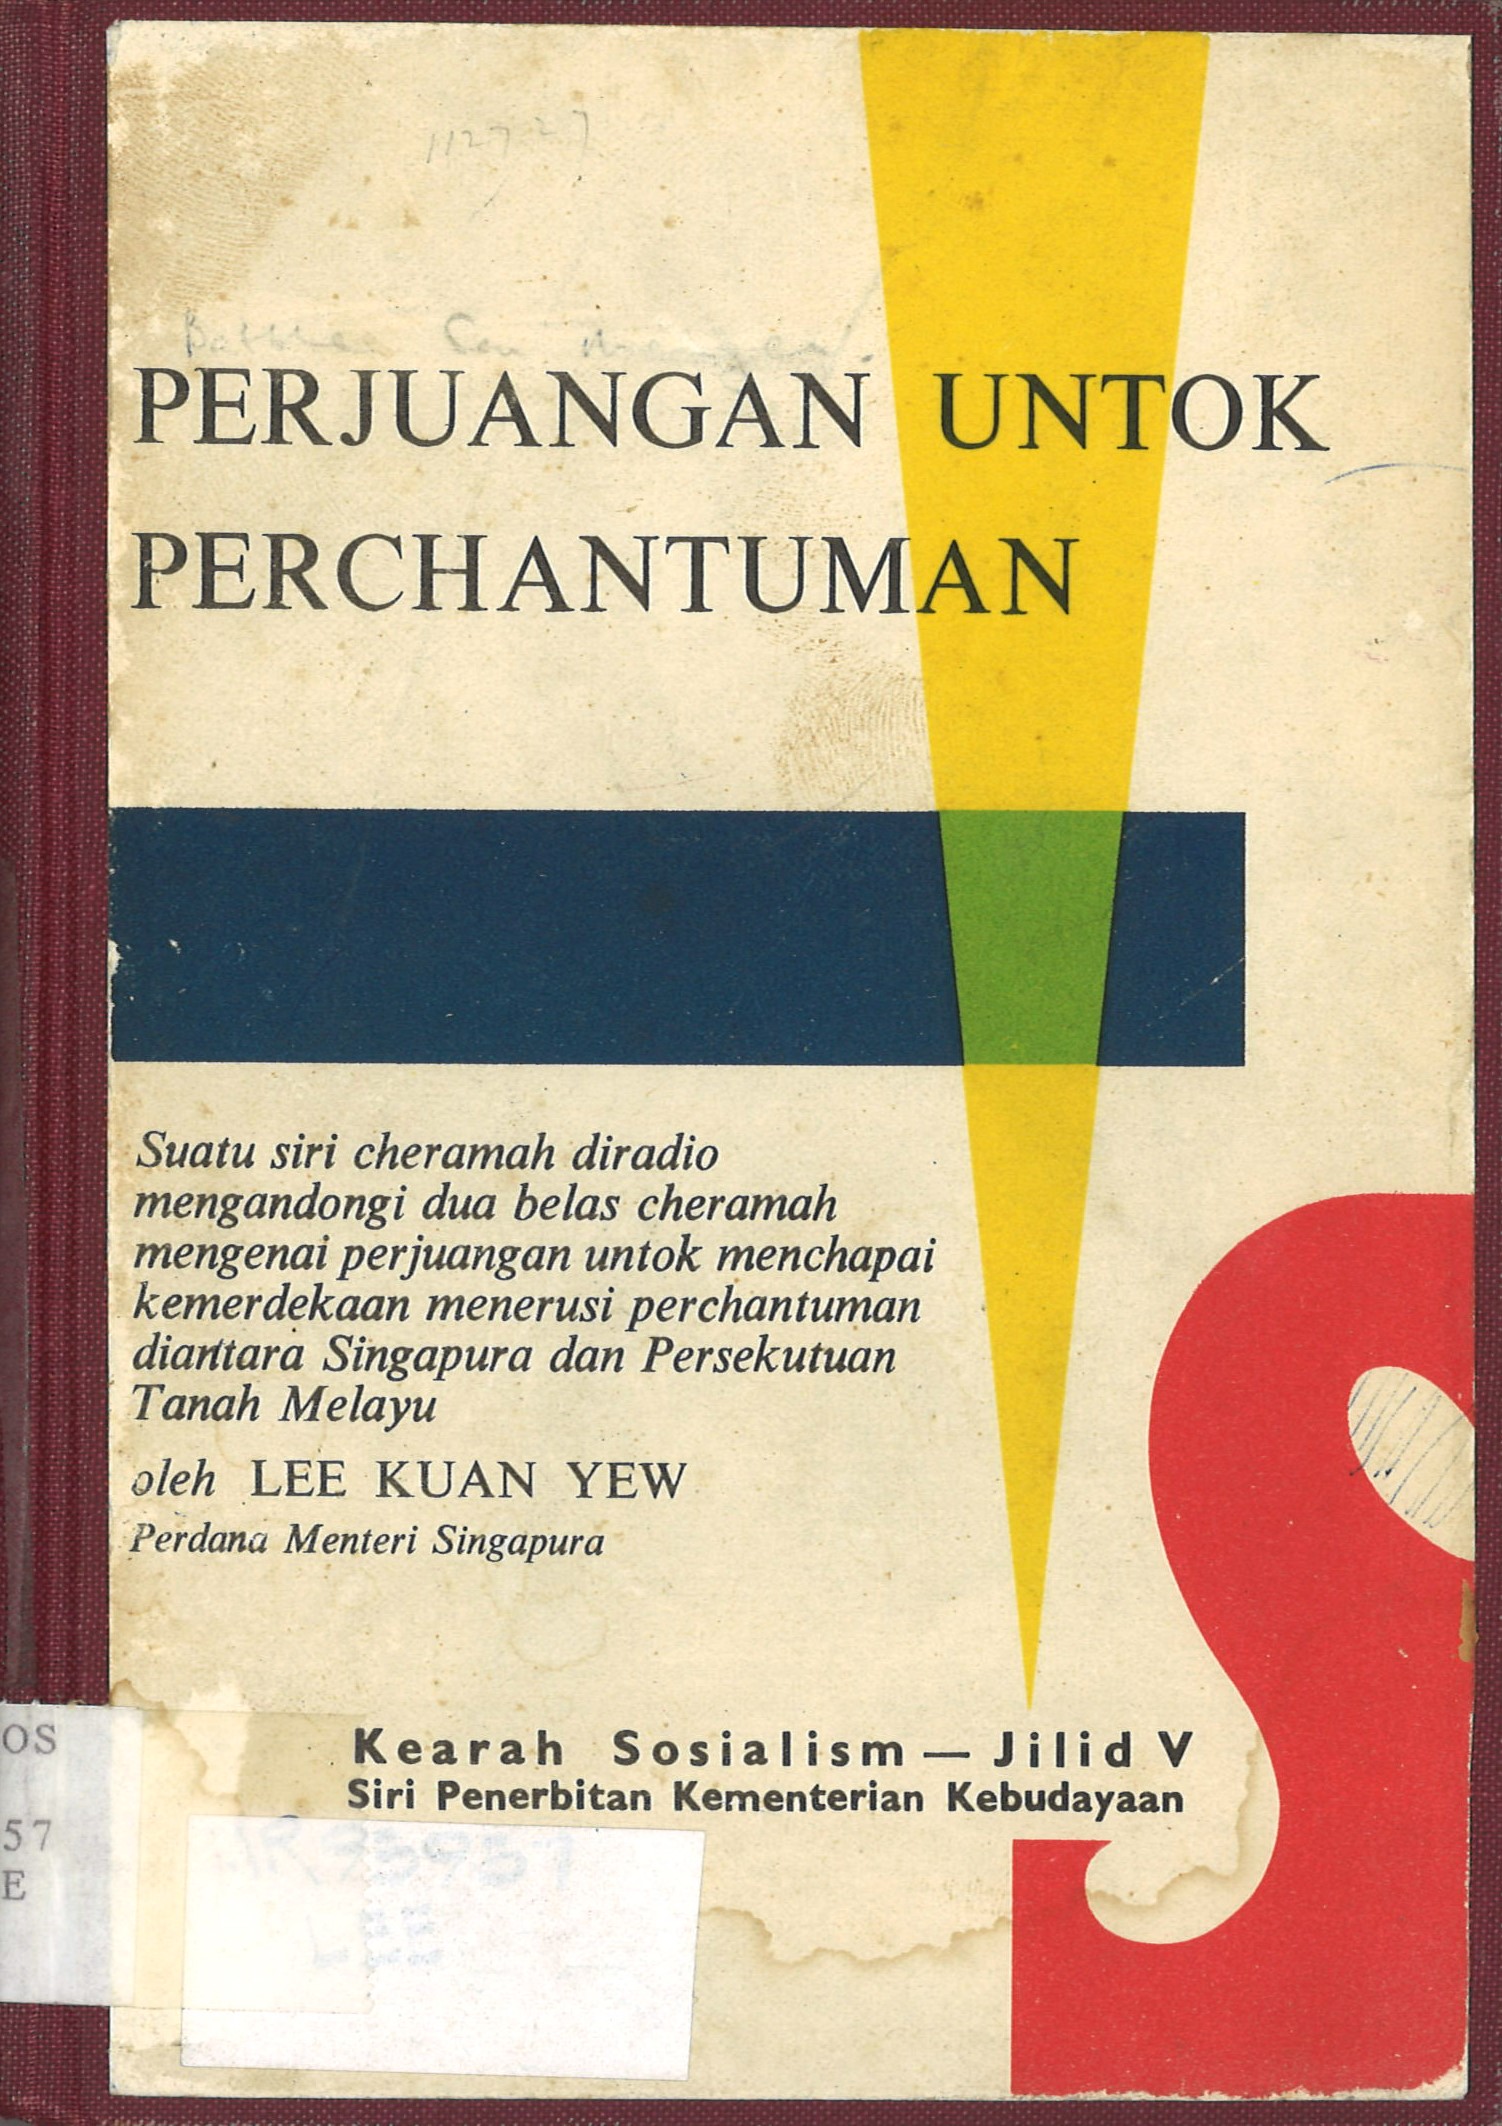 112727
PERJUANGAN UNTOK
PERCHANTUMAN
Suatu siri cheramah diradio
mengandongi dua belas cheramah
mengenai perjuangan untok menchapai
kemerdekaan menerusi perchantuman
diantara Singapura dan Persekutuan
Tanah Melayu
oleh LEE KUAN YEW
Perdana Menteri Singapura
Kearah Sosialism — Jilid V
Siri Penerbitan Kementerian Kebudayaan
OS
57
E